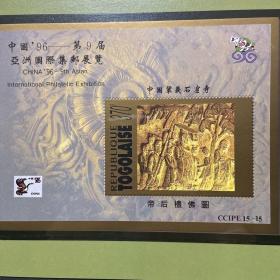 中國'96——第9屆
亞洲國際集郵展覽
CHINA '96 - 9th Asian
International Philatelic Exhibition
中國鞏義石窟寺
REPUBLIQUE
TOGOLAISE
帝后禮佛圖
CCIPE.15-15